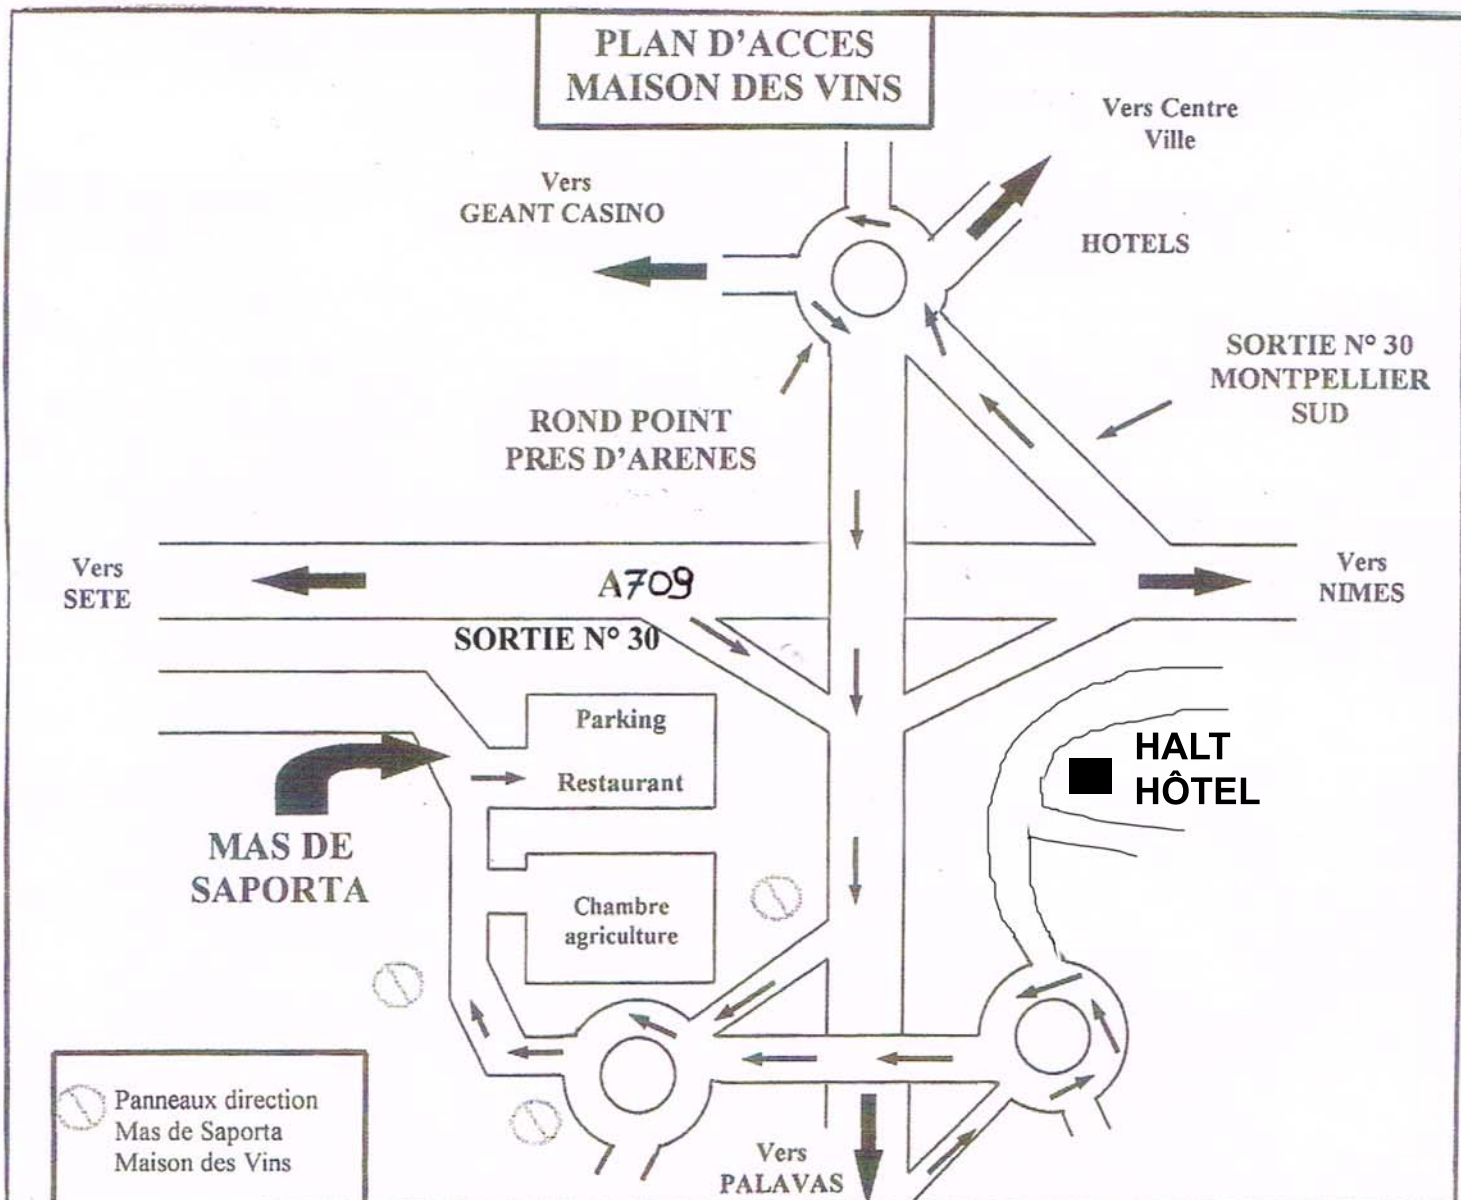 PLAN D'ACCES
MAISON DES VINS
Vers Centre
Ville
Vers
GEANT CASINO
HOTELS
SORTIE N° 30
MONTPELLIER
SUD
ROND POINT
PRES D'ARENES
Vers
SETE
A709
Vers
NIMES
SORTIE N° 30
Parking
Restaurant
HALT
HÔTEL
MAS DE
SAPORTA
Chambre
agriculture
Panneaux direction
Mas de Saporta
Maison des Vins
Vers
PALAVAS